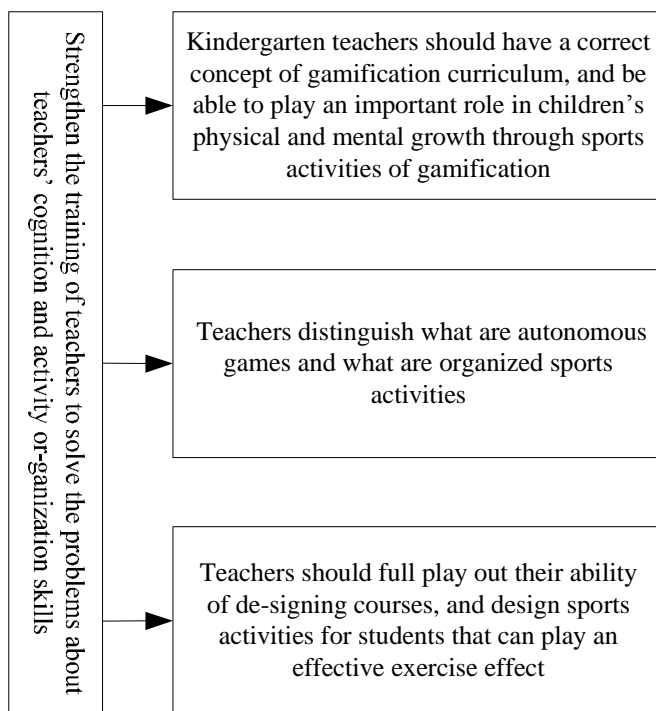 Strengthen the training of teachers to solve the problems about
teachers’ cognition and activity or-ganization skills
Kindergarten teachers should have a correct
concept of gamification curriculum, and be
able to play an important role in children’s
physical and mental growth through sports
activities of gamification
Teachers distinguish what are autonomous
games and what are organized sports
activities
Teachers should full play out their ability
of de-signing courses, and design sports
activities for students that can play an
effective exercise effect